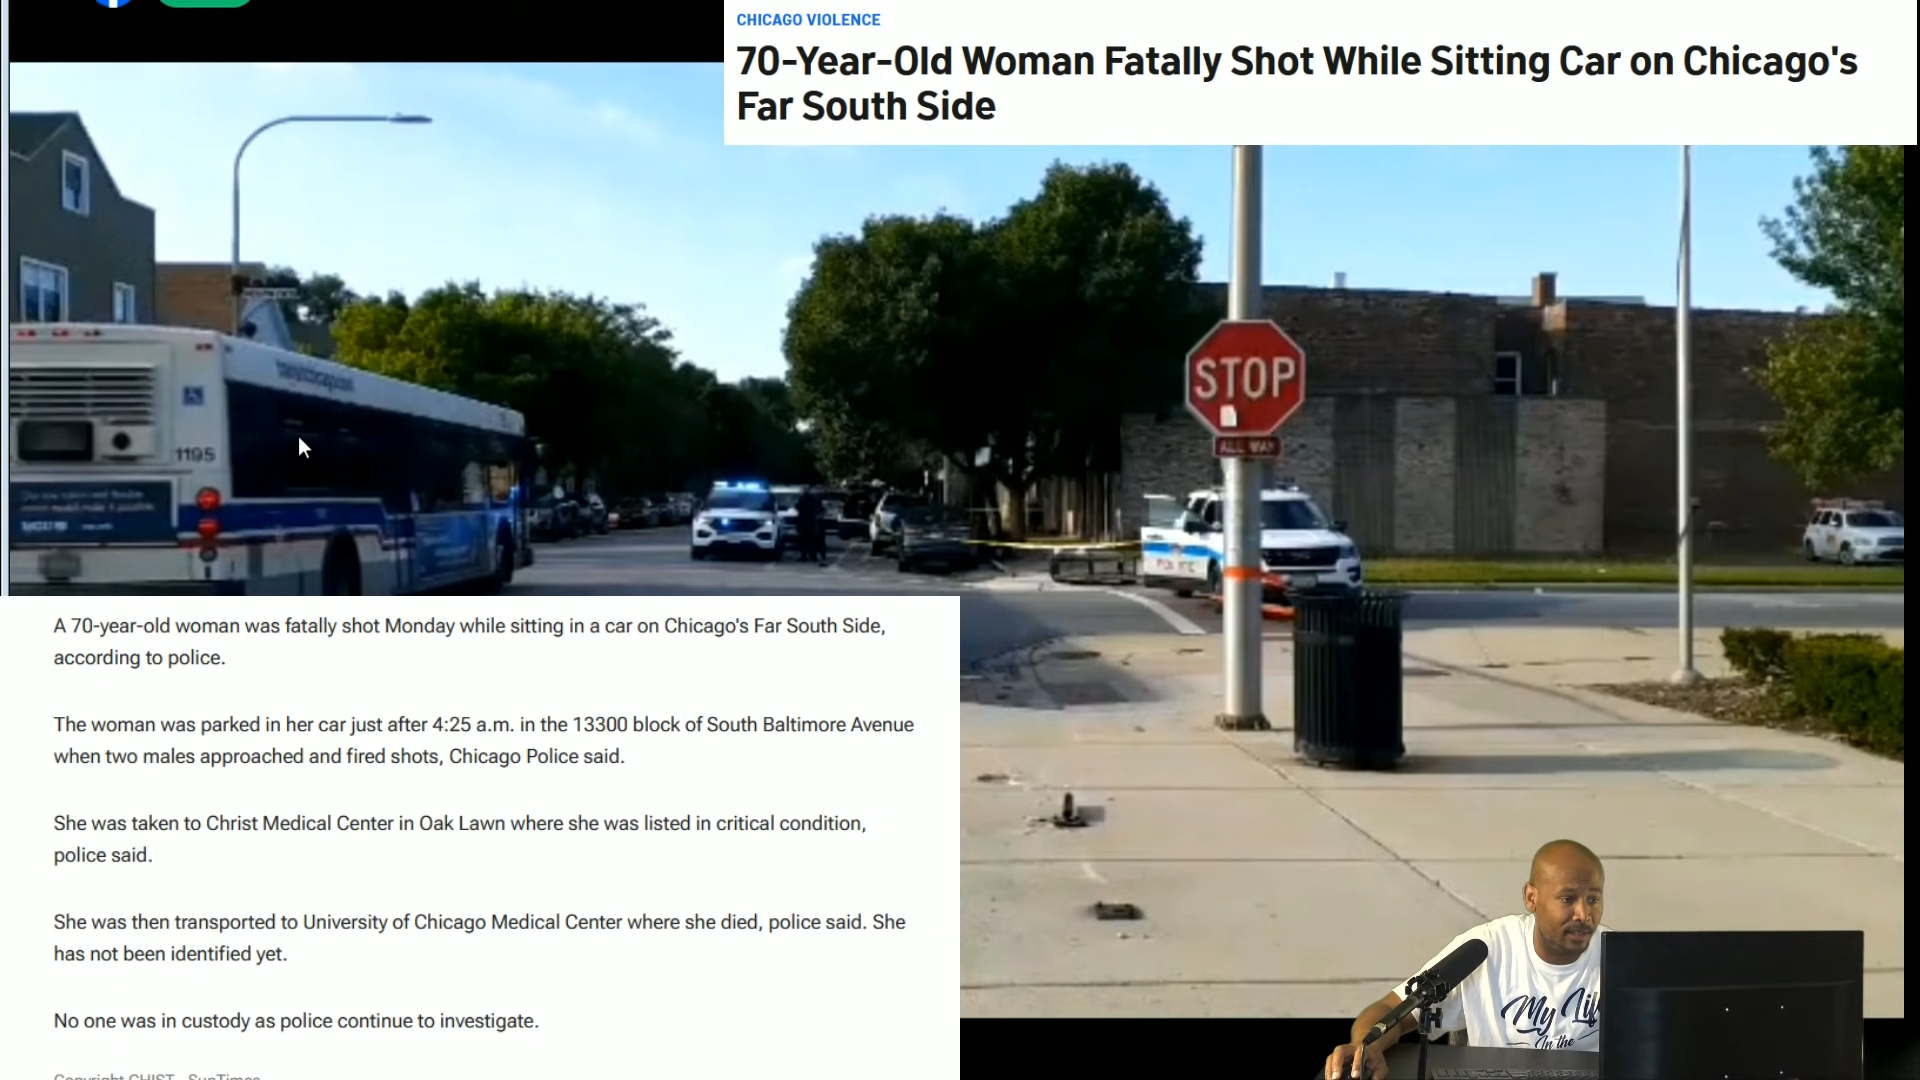 CHICAGO VIOLENCE
70-Year-Old Woman Fatally Shot While Sitting Car on Chicago's
Far South Side
STOP
ALL WAY
transitchicago.com
1195
POLICE
A 70-year-old woman was fatally shot Monday while sitting in a car on Chicago's Far South Side,
according to police.
The woman was parked in her car just after 4:25 a.m. in the 13300 block of South Baltimore Avenue
when two males approached and fired shots, Chicago Police said.
She was taken to Christ Medical Center in Oak Lawn where she was listed in critical condition,
police said.
She was then transported to University of Chicago Medical Center where she died, police said. She
has not been identified yet.
No one was in custody as police continue to investigate.
My Lif
In the